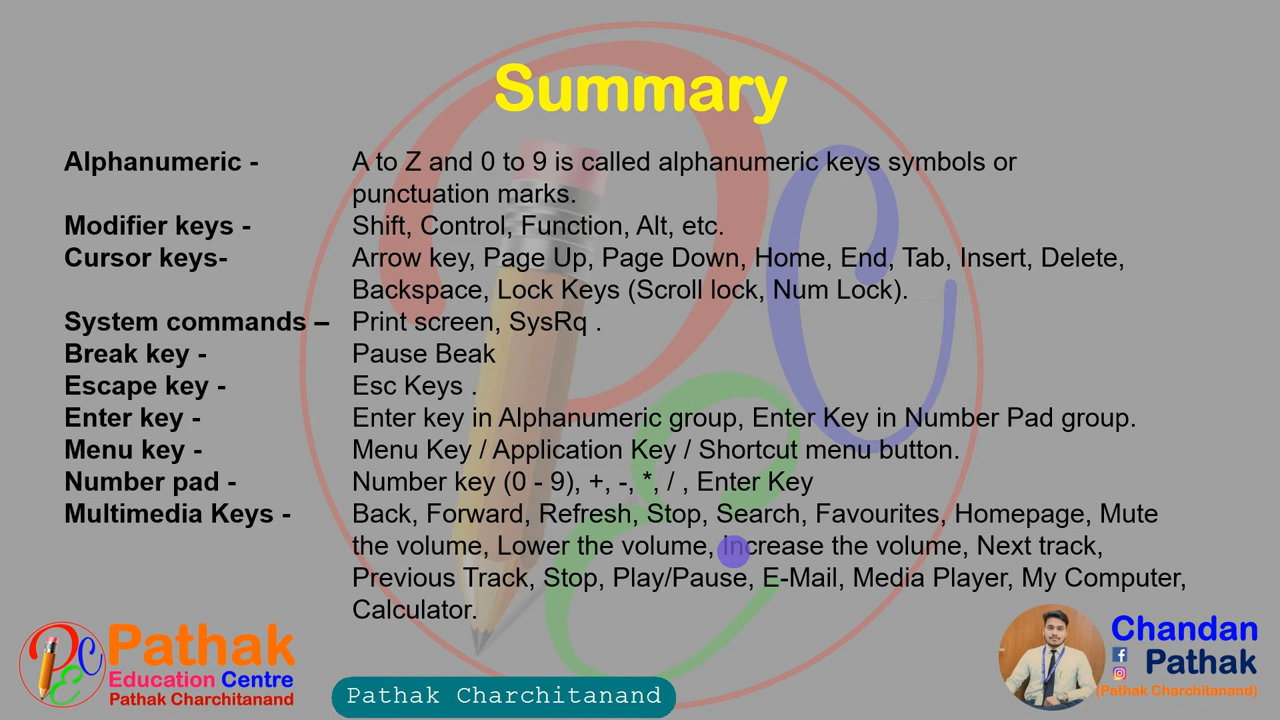 Summary
Alphanumeric - A to Z and 0 to 9 is called alphanumeric keys symbols or
punctuation marks.
Modifier keys - Shift, Control, Function, Alt, etc.
Cursor keys- Arrow key, Page Up, Page Down, Home, End, Tab, Insert, Delete,
Backspace, Lock Keys (Scroll lock, Num Lock).
System commands – Print screen, SysRq .
Break key - Pause Beak
Escape key - Esc Keys .
Enter key - Enter key in Alphanumeric group, Enter Key in Number Pad group.
Menu key - Menu Key / Application Key / Shortcut menu button.
Number pad - Number key (0 - 9), +, -, *, / , Enter Key
Multimedia Keys - Back, Forward, Refresh, Stop, Search, Favourites, Homepage, Mute
the volume, Lower the volume, increase the volume, Next track,
Previous Track, Stop, Play/Pause, E-Mail, Media Player, My Computer,
Calculator.
PCE
Pathak
Education Centre
Pathak Charchitanand
Pathak Charchitanand
Chandan
Pathak
(Pathak Charchitanand)